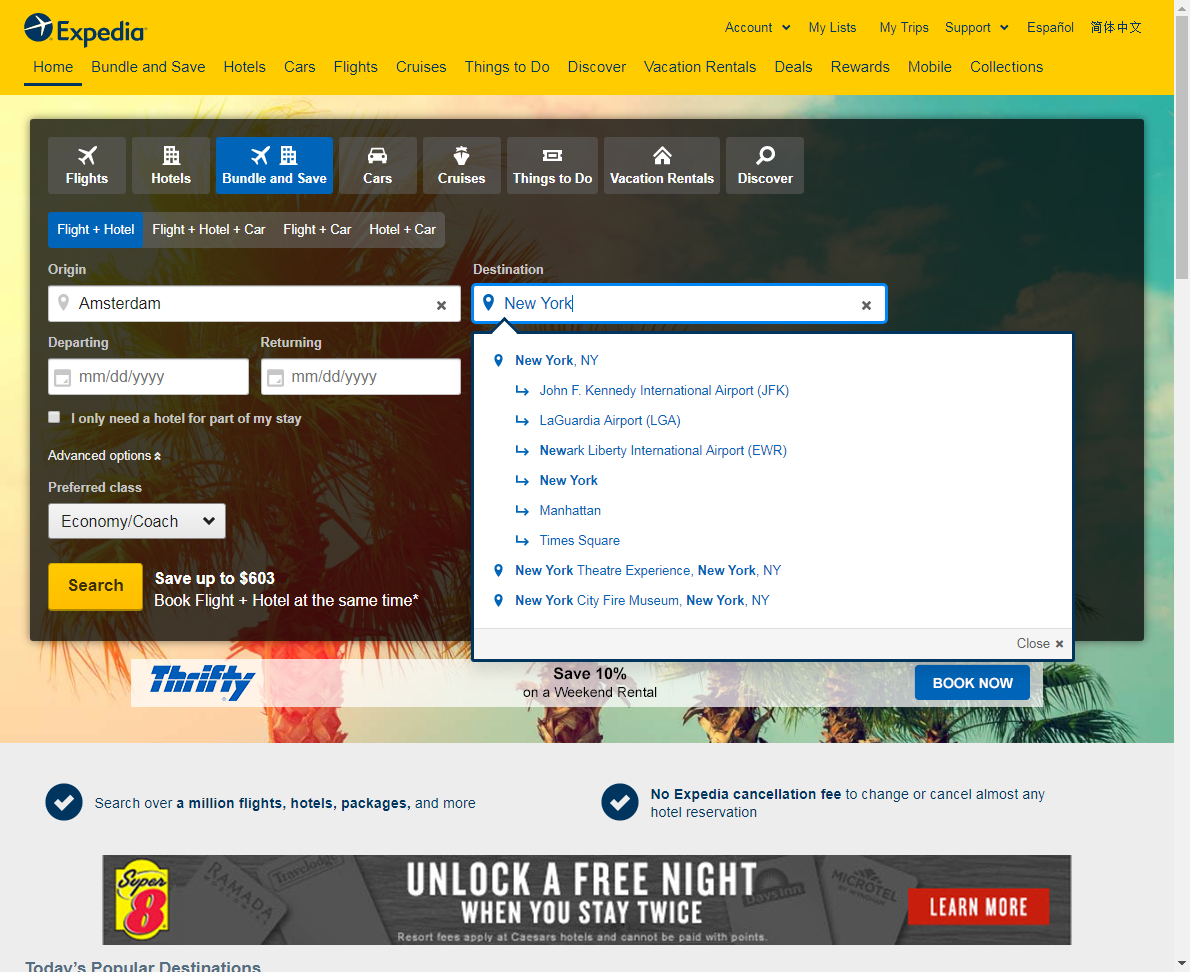 Expedia
Account My Lists My Trips Support Español 简体中文
Home Bundle and Save Hotels Cars Flights Cruises Things to Do Discover Vacation Rentals Deals Rewards Mobile Collections
Flights Hotels Bundle and Save Cars Cruises Things to Do Vacation Rentals Discover
Flight + Hotel Flight + Hotel + Car Flight + Car Hotel + Car
Origin Destination
Amsterdam New York
Departing Returning
mm/dd/yyyy mm/dd/yyyy
I only need a hotel for part of my stay
Advanced options
Preferred class
Economy/Coach
Search
Save up to $603
Book Flight + Hotel at the same time*
New York, NY
John F. Kennedy International Airport (JFK)
LaGuardia Airport (LGA)
Newark Liberty International Airport (EWR)
New York
Manhattan
Times Square
New York Theatre Experience, New York, NY
New York City Fire Museum, New York, NY
Close
Thrifty
Save 10%
on a Weekend Rental
BOOK NOW
Search over a million flights, hotels, packages, and more
No Expedia cancellation fee to change or cancel almost any
hotel reservation
Super
8
RAMADA
Travelodge
UNLOCK A FREE NIGHT
WHEN YOU STAY TWICE
Resort fees apply at Caesars hotels and cannot be paid with points.
Days Inn
MICROTEL
LEARN MORE
Today's Popular Destinations